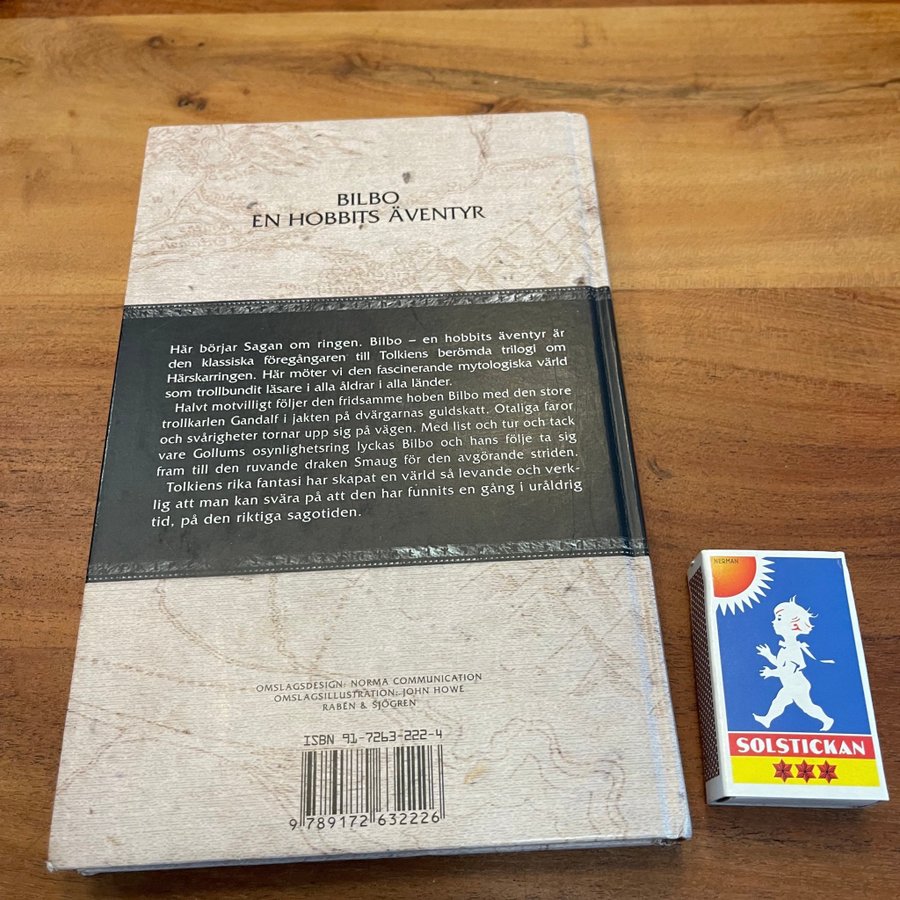 BILBO
EN HOBBITS ÄVENTYR
Här börjar Sagan om ringen. Bilbo – en hobbits äventyr är
den klassiska föregångaren till Tolkiens berömda trilogi om
Härskarringen. Här möter vi den fascinerande mytologiska värld
som trollbundit läsare i alla åldrar i alla länder.
Halvt motvilligt följer den fridsamme hoben Bilbo med den store
trollkarlen Gandalf i jakten på dvärgarnas guldskatt. Otaliga faror
och svårigheter tornar upp sig på vägen. Med list och tur och tack
vare Gollums osynlighetsring lyckas Bilbo och hans följe ta sig
fram till den ruvande draken Smaug för den avgörande striden.
Tolkiens rika fantasi har skapat en värld så levande och verk-
lig att man kan svära på att den har funnits en gång i uråldrig
tid, på den riktiga sagotiden.
OMSLAGSDESIGN: NORMA COMMUNICATION
OMSLAGSILLUSTRATION: JOHN HOWE
RABÉN & SJÖGREN
ISBN 91-7263-222-4
9 789172 632226
NERMAN
SOLSTICKAN